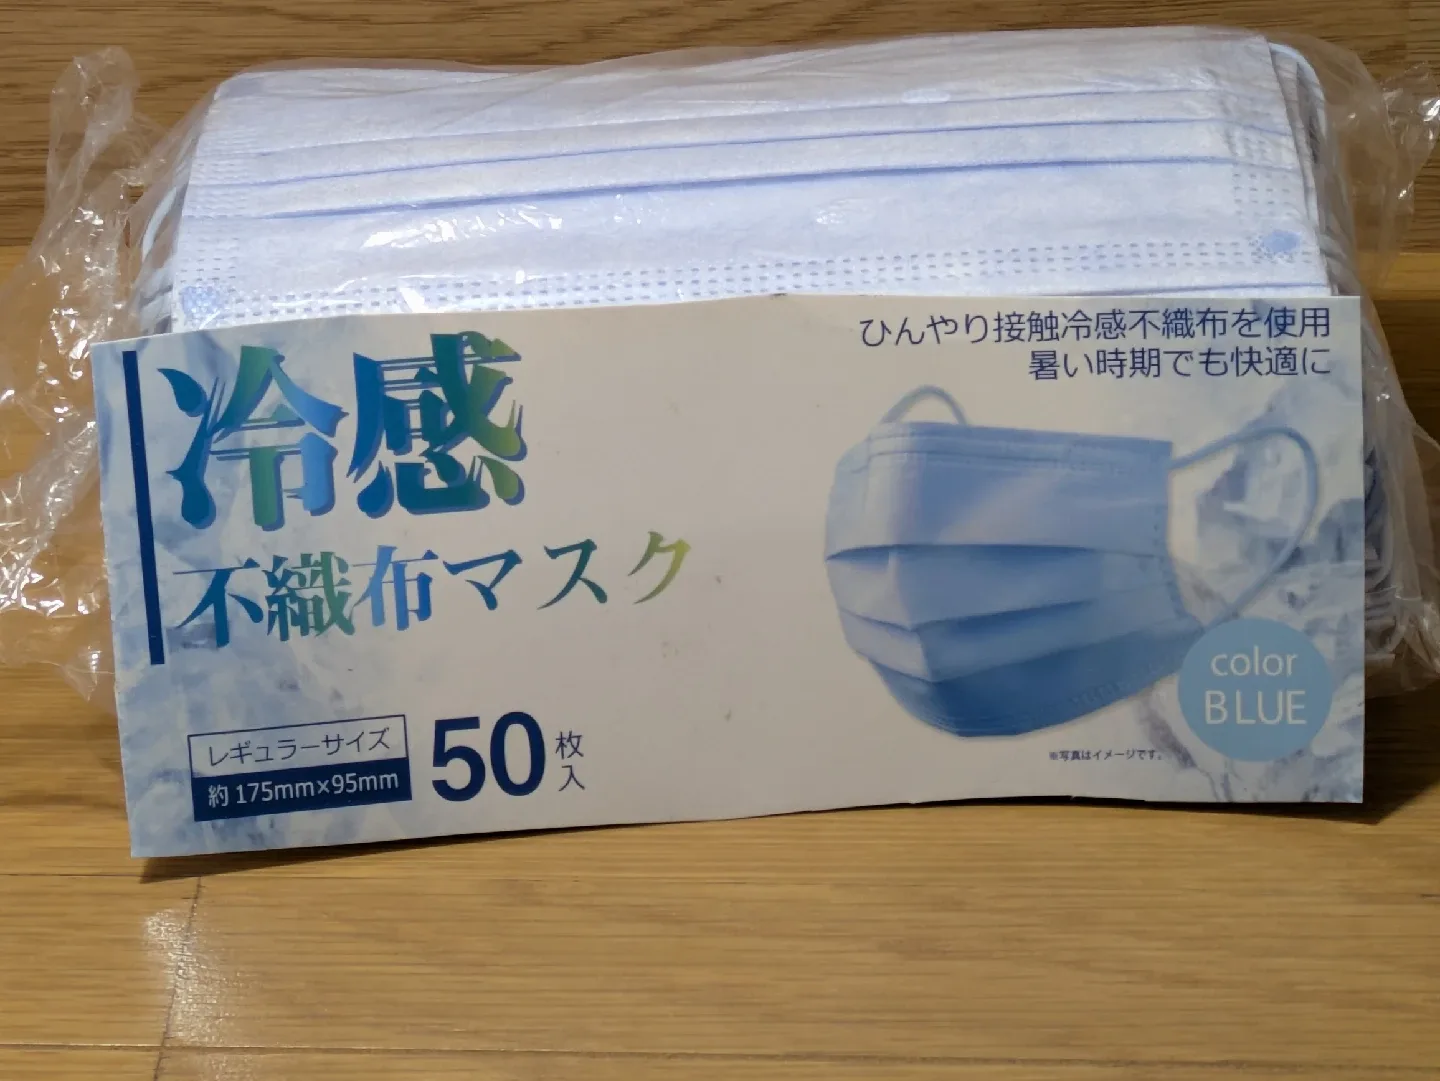 冷感
不織布マスク
レギュラーサイズ
約175mm×95mm
50枚入
ひんやり接触冷感不織布を使用
暑い時期でも快適に
color
BLUE
※写真はイメージです。